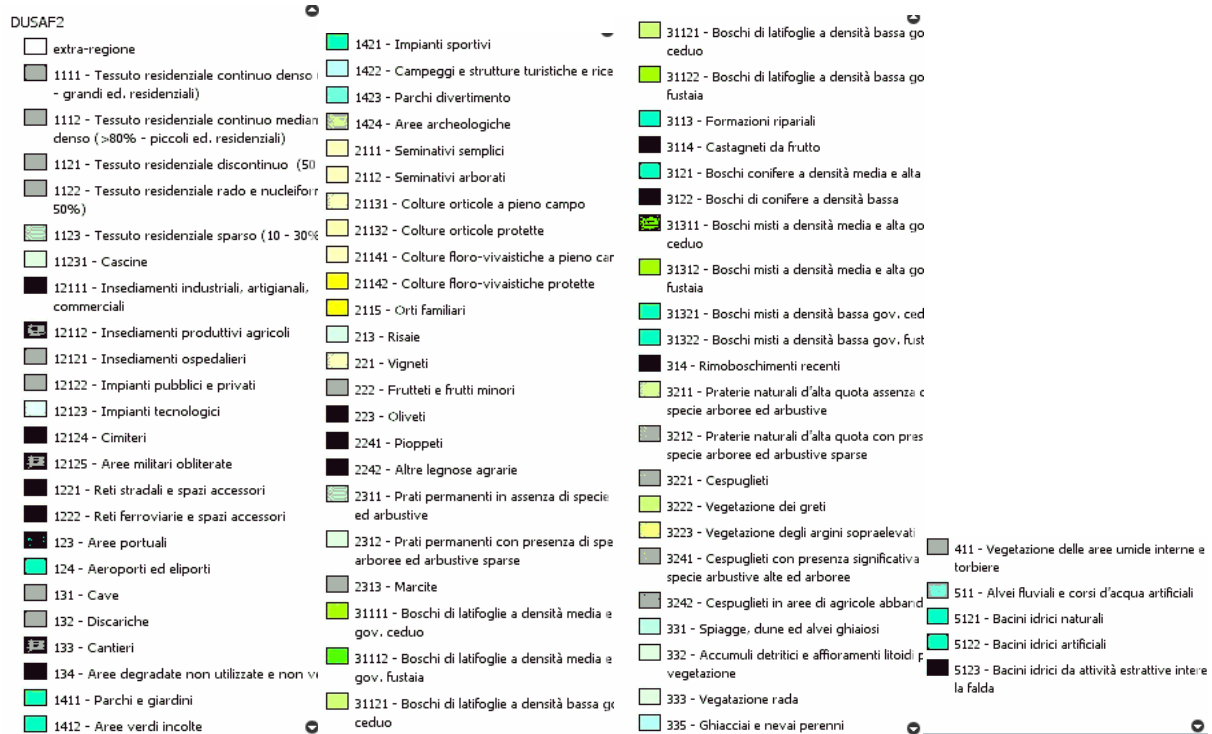 DUSAF2
extra-regione
1111 - Tessuto residenziale continuo denso
- grandi ed. residenziali)
1112 - Tessuto residenziale continuo median
denso (>80% - piccoli ed. residenziali)
1121 - Tessuto residenziale discontinuo (50
1122 - Tessuto residenziale rado e nucleifor
50%)
1123 - Tessuto residenziale sparso (10 - 30%
11231 - Cascine
12111 - Insediamenti industriali, artigianali,
commerciali
12112 - Insediamenti produttivi agricoli
12121 - Insediamenti ospedalieri
12122 - Impianti pubblici e privati
12123 - Impianti tecnologici
12124 - Cimiteri
12125 - Aree militari obliterate
1221 - Reti stradali e spazi accessori
1222 - Reti ferroviarie e spazi accessori
123 - Aree portuali
124 - Aeroporti ed eliporti
131 - Cave
132 - Discariche
133 - Cantieri
134 - Aree degradate non utilizzate e non v
1411 - Parchi e giardini
1412 - Aree verdi incolte
1421 - Impianti sportivi
1422 - Campeggi e strutture turistiche e rice
1423 - Parchi divertimento
1424 - Aree archeologiche
2111 - Seminativi semplici
2112 - Seminativi arborati
21131 - Colture orticole a pieno campo
21132 - Colture orticole protette
21141 - Colture floro-vivaistiche a pieno car
21142 - Colture floro-vivaistiche protette
2115 - Orti familiari
213 - Risaie
221 - Vigneti
222 - Frutteti e frutti minori
223 - Oliveti
2241 - Pioppeti
2242 - Altre legnose agrarie
2311 - Prati permanenti in assenza di specie
ed arbustive
2312 - Prati permanenti con presenza di spe
arboree ed arbustive sparse
2313 - Marcite
31111 - Boschi di latifoglie a densità media e
gov. ceduo
31112 - Boschi di latifoglie a densità media e
gov. fustaia
31121 - Boschi di latifoglie a densità bassa go
ceduo
31121 - Boschi di latifoglie a densità bassa go
ceduo
31122 - Boschi di latifoglie a densità bassa go
fustaia
3113 - Formazioni ripariali
3114 - Castagneti da frutto
3121 - Boschi conifere a densità media e alta
3122 - Boschi di conifere a densità bassa
31311 - Boschi misti a densità media e alta go
ceduo
31312 - Boschi misti a densità media e alta go
fustaia
31321 - Boschi misti a densità bassa gov. ced
31322 - Boschi misti a densità bassa gov. fust
314 - Rimboschimenti recenti
3211 - Praterie naturali d'alta quota assenza d
specie arboree ed arbustive
3212 - Praterie naturali d'alta quota con pres
specie arboree ed arbustive sparse
3221 - Cespuglieti
3222 - Vegetazione dei greti
3223 - Vegetazione degli argini sopraelevati
3241 - Cespuglieti con presenza significativa
specie arbustive alte ed arboree
3242 - Cespuglieti in aree di agricole abband
331 - Spiagge, dune ed alvei ghiaiosi
332 - Accumuli detritici e affioramenti litoidi p
vegetazione
333 - Vegatazione rada
335 - Ghiacciai e nevai perenni
411 - Vegetazione delle aree umide interne e
torbiere
511 - Alvei fluviali e corsi d'acqua artificiali
5121 - Bacini idrici naturali
5122 - Bacini idrici artificiali
5123 - Bacini idrici da attività estrattive intere
la falda